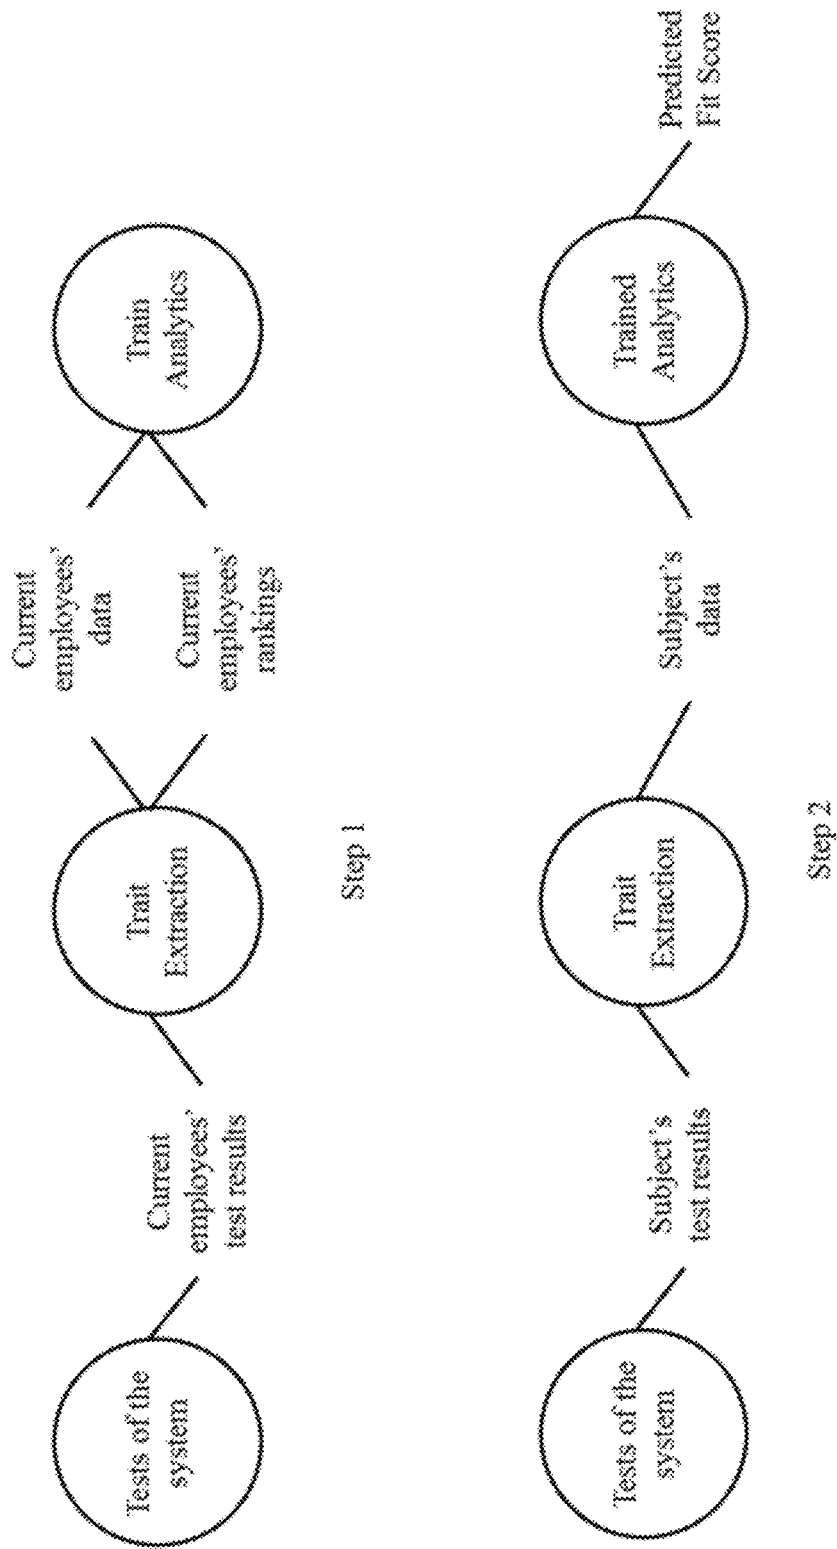 Tests of the
system
Current
employees'
test results
Trait
Extraction
Current
employees'
data
Current
employees'
rankings
Train
Analytics
Step 1
Tests of the
system
Subject's
test results
Trait
Extraction
Subject's
data
Trained
Analytics
Predicted
Fit Score
Step 2